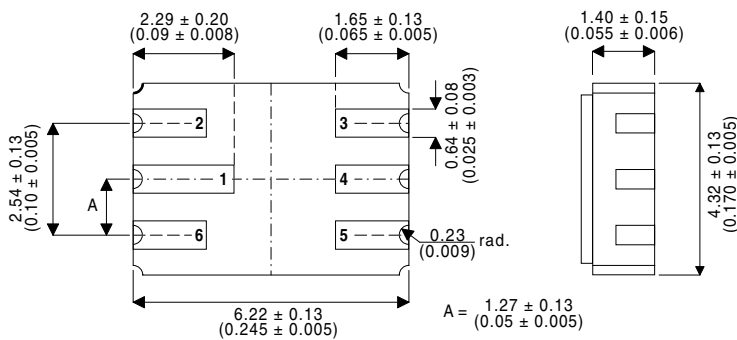 2.29 ± 0.20
(0.09 ± 0.008)
1.65 ± 0.13
(0.065 ± 0.005)
1.40 ± 0.15
(0.055 ± 0.006)
0.64 ± 0.08
(0.025 ± 0.003)
2
3
2.54 ± 0.13
(0.10 ± 0.005)
A
1
4
4.32 ± 0.13
(0.170 ± 0.005)
6
5
0.23 rad.
(0.009)
6.22 ± 0.13
(0.245 ± 0.005)
A = 1.27 ± 0.13
(0.05 ± 0.005)